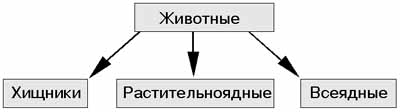 Животные
Хищники
Растительноядные
Всеядные